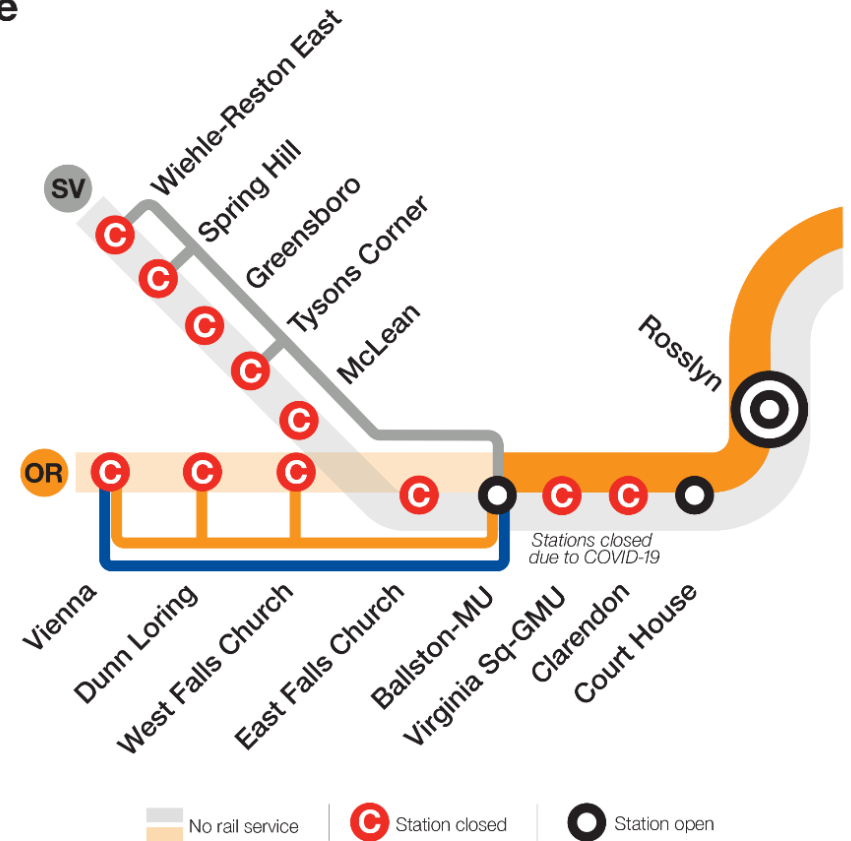 e
SV
Wiehle-Reston East
Spring Hill
Greensboro
Tysons Corner
McLean
Rosslyn
C
C
C
C
C
OR
C
C
C
C
C
C
Stations closed
due to COVID-19
Vienna
Dunn Loring
West Falls Church
East Falls Church
Ballston-MU
Virginia Sq-GMU
Clarendon
Court House
No rail service
C Station closed
Station open